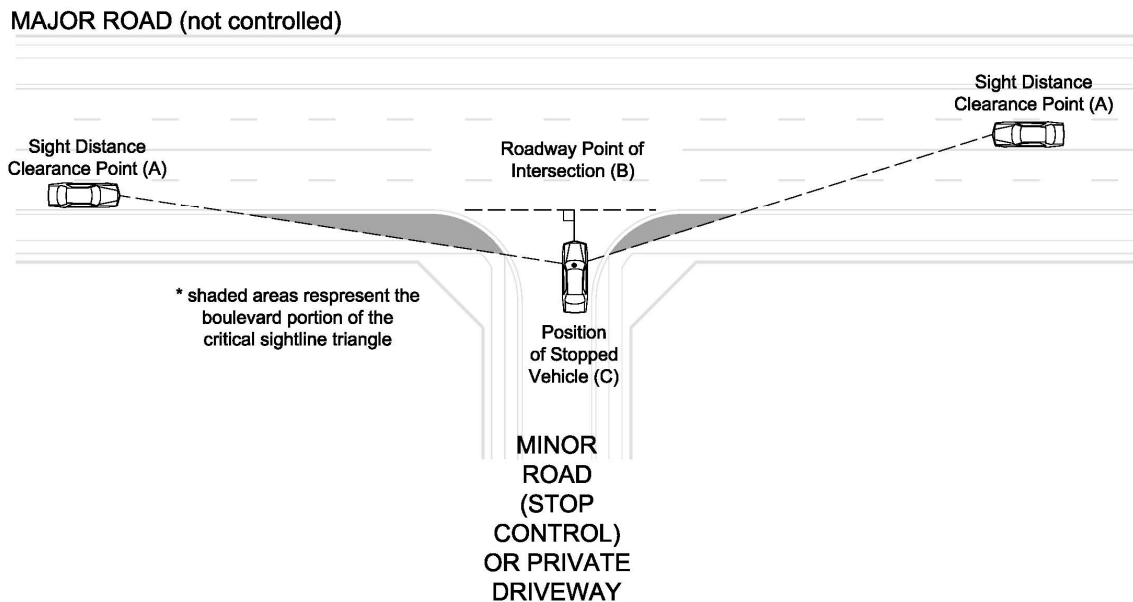 MAJOR ROAD (not controlled)
Sight Distance
Clearance Point (A)
Sight Distance
Clearance Point (A)
Roadway Point of
Intersection (B)
* shaded areas respresent the
boulevard portion of the
critical sightline triangle
Position
of Stopped
Vehicle (C)
MINOR
ROAD
(STOP
CONTROL)
OR PRIVATE
DRIVEWAY